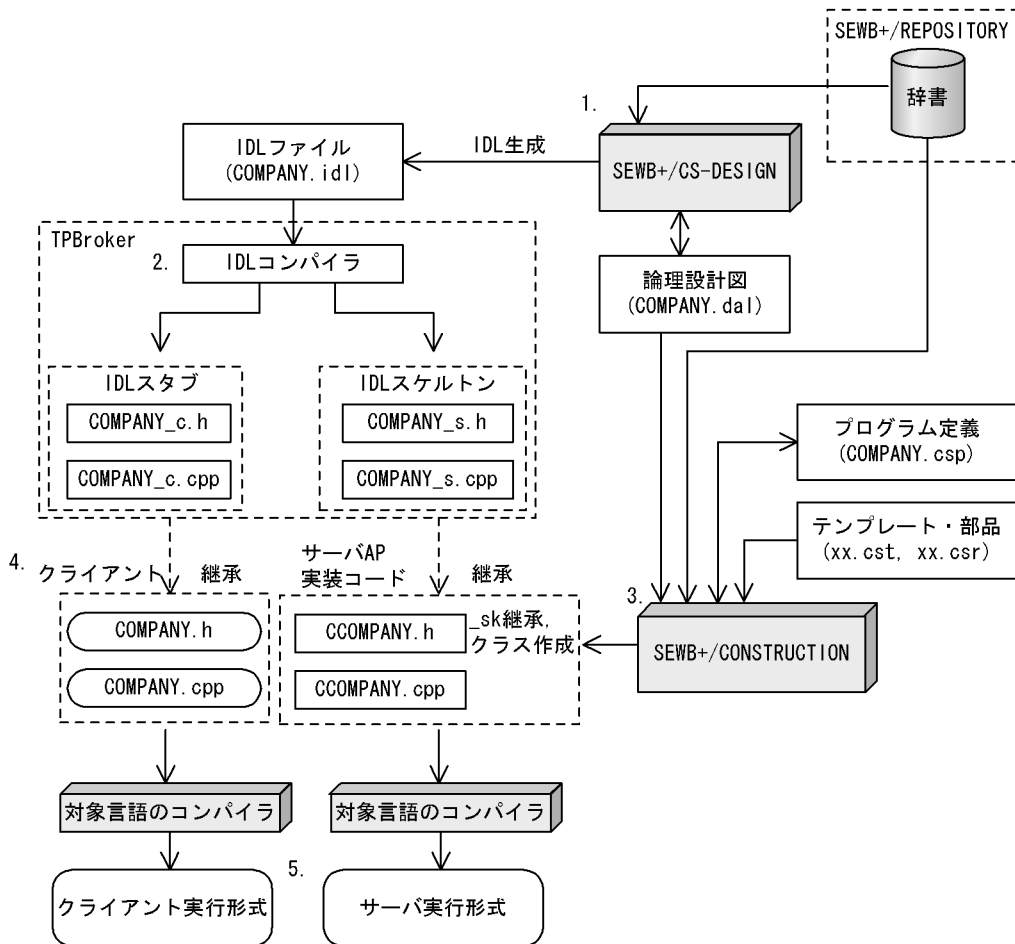 SEWB+/REPOSITORY
辞書
1.
IDLファイル
(COMPANY.idl)
IDL生成
SEWB+/CS-DESIGN
TPBroker
2.
IDLコンパイラ
論理設計図
(COMPANY.dal)
IDLスタブ
COMPANY_c.h
COMPANY_c.cpp
IDLスケルトン
COMPANY_s.h
COMPANY_s.cpp
プログラム定義
(COMPANY.csp)
テンプレート・部品
(xx.cst, xx.csr)
4.
クライアント
継承
サーバAP
実装コード
継承
3.
COMPANY.h
COMPANY.cpp
CCOMPANY.h
_sk継承,
クラス作成
CCOMPANY.cpp
SEWB+/CONSTRUCTION
対象言語のコンパイラ
対象言語のコンパイラ
5.
クライアント実行形式
サーバ実行形式